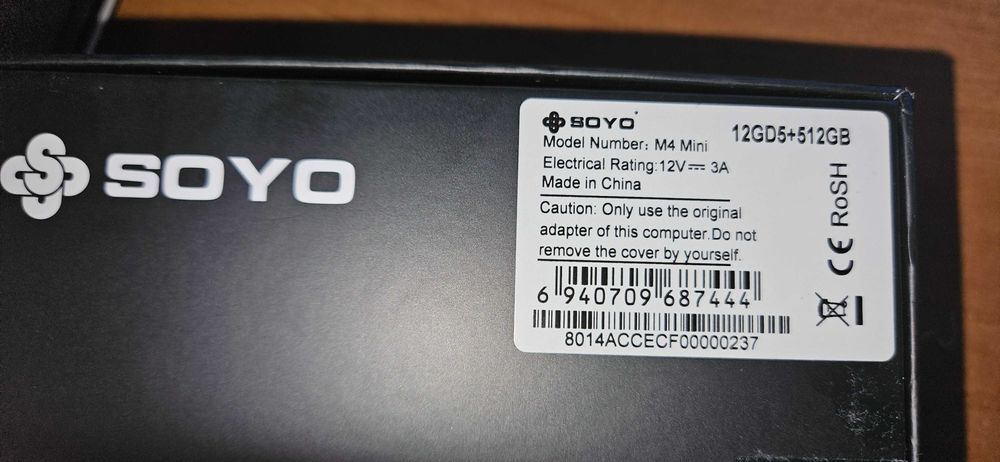 SOYO
SOYO
12GD5+512GB
Model Number: M4 Mini
Electrical Rating:12V⎓ 3A
Made in China
Caution: Only use the original
adapter of this computer.Do not
remove the cover by yourself.
CE RoSH
6 940709 687444
8014ACCECF00000237